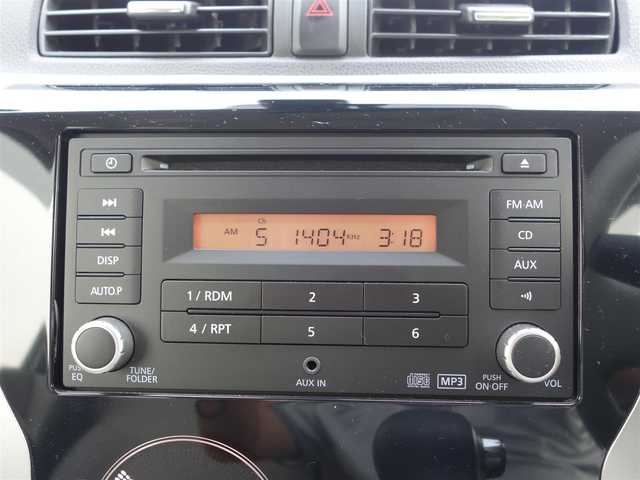 Ch
AM 5 1404 KHz 3:18
FM·AM
CD
DISP
AUX
AUTO.P
1 / RDM 2 3
4 / RPT 5 6
PUSH
EQ
TUNE/
FOLDER
AUX IN
MP3
PUSH
ON·OFF
VOL